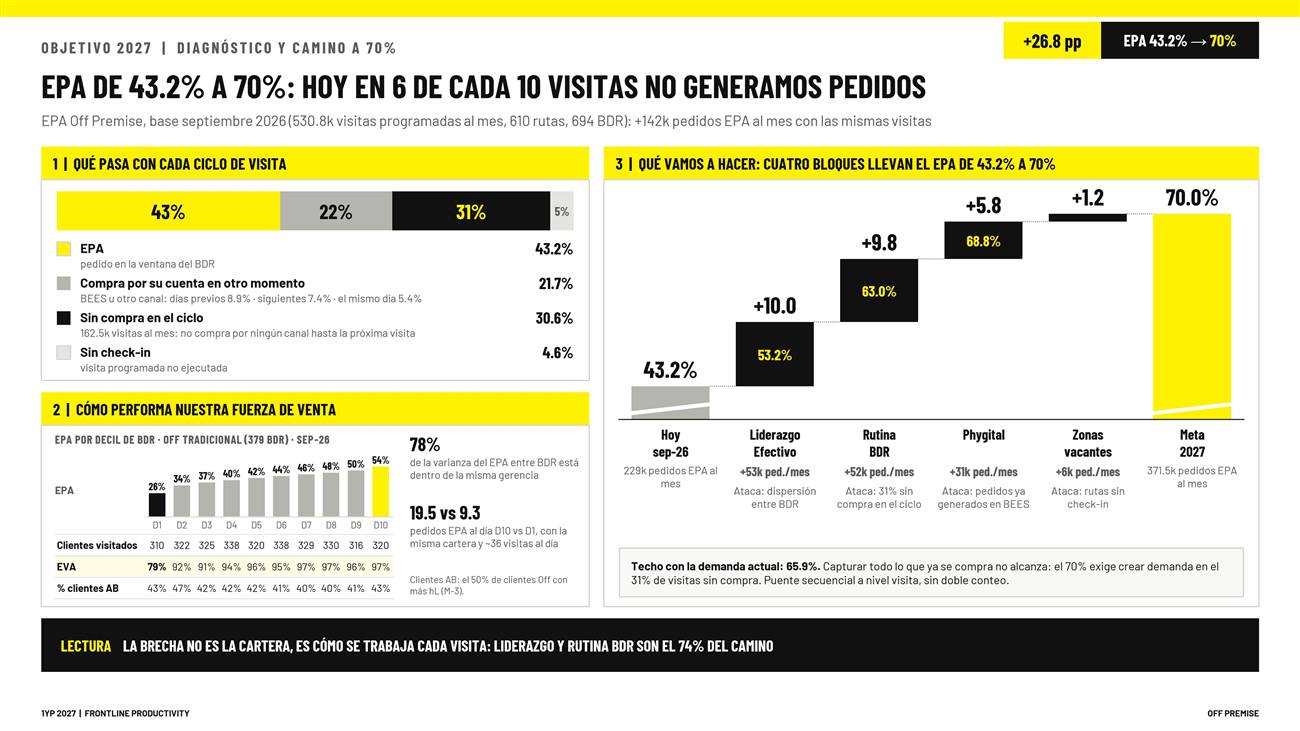 OBJETIVO 2027 | DIAGNÓSTICO Y CAMINO A 70%
+26.8 pp
EPA 43.2% → 70%
EPA DE 43.2% A 70%: HOY EN 6 DE CADA 10 VISITAS NO GENERAMOS PEDIDOS
EPA Off Premise, base septiembre 2026 (530.8k visitas programadas al mes, 610 rutas, 694 BDR): +142k pedidos EPA al mes con las mismas visitas
1 | QUÉ PASA CON CADA CICLO DE VISITA
43% 22% 31% 5%
EPA 43.2%
pedido en la ventana del BDR
Compra por su cuenta en otro momento 21.7%
BEES u otro canal: días previos 8.9% · siguientes 7.4% · el mismo día 5.4%
Sin compra en el ciclo 30.6%
162.5k visitas al mes: no compra por ningún canal hasta la próxima visita
Sin check-in 4.6%
visita programada no ejecutada
2 | CÓMO PERFORMA NUESTRA FUERZA DE VENTA
EPA POR DECIL DE BDR · OFF TRADICIONAL (379 BDR) · SEP-26
26% 34% 37% 40% 42% 44% 46% 48% 50% 54%
EPA
D1 D2 D3 D4 D5 D6 D7 D8 D9 D10
Clientes visitados 310 322 325 338 320 338 329 330 316 320
EVA 79% 92% 91% 94% 96% 95% 97% 97% 96% 97%
% clientes AB 43% 47% 42% 42% 42% 41% 40% 40% 41% 43%
78%
de la varianza del EPA entre BDR está
dentro de la misma gerencia
19.5 vs 9.3
pedidos EPA al día D10 vs D1, con la
misma cartera y ~36 visitas al día
Clientes AB: el 50% de clientes Off con
más hL (M-3).
3 | QUÉ VAMOS A HACER: CUATRO BLOQUES LLEVAN EL EPA DE 43.2% A 70%
43.2%
+10.0
53.2%
+9.8
63.0%
+5.8
68.8%
+1.2
70.0%
Hoy
sep-26
229k pedidos EPA al
mes
Liderazgo
Efectivo
+53k ped./mes
Ataca: dispersión
entre BDR
Rutina
BDR
+52k ped./mes
Ataca: 31% sin
compra en el ciclo
Phygital
+31k ped./mes
Ataca: pedidos ya
generados en BEES
Zonas
vacantes
+6k ped./mes
Ataca: rutas sin
check-in
Meta
2027
371.5k pedidos EPA
al mes
Techo con la demanda actual: 65.9%. Capturar todo lo que ya se compra no alcanza: el 70% exige crear demanda en el
31% de visitas sin compra. Puente secuencial a nivel visita, sin doble conteo.
LECTURA LA BRECHA NO ES LA CARTERA, ES CÓMO SE TRABAJA CADA VISITA: LIDERAZGO Y RUTINA BDR SON EL 74% DEL CAMINO
1YP 2027 | FRONTLINE PRODUCTIVITY
OFF PREMISE